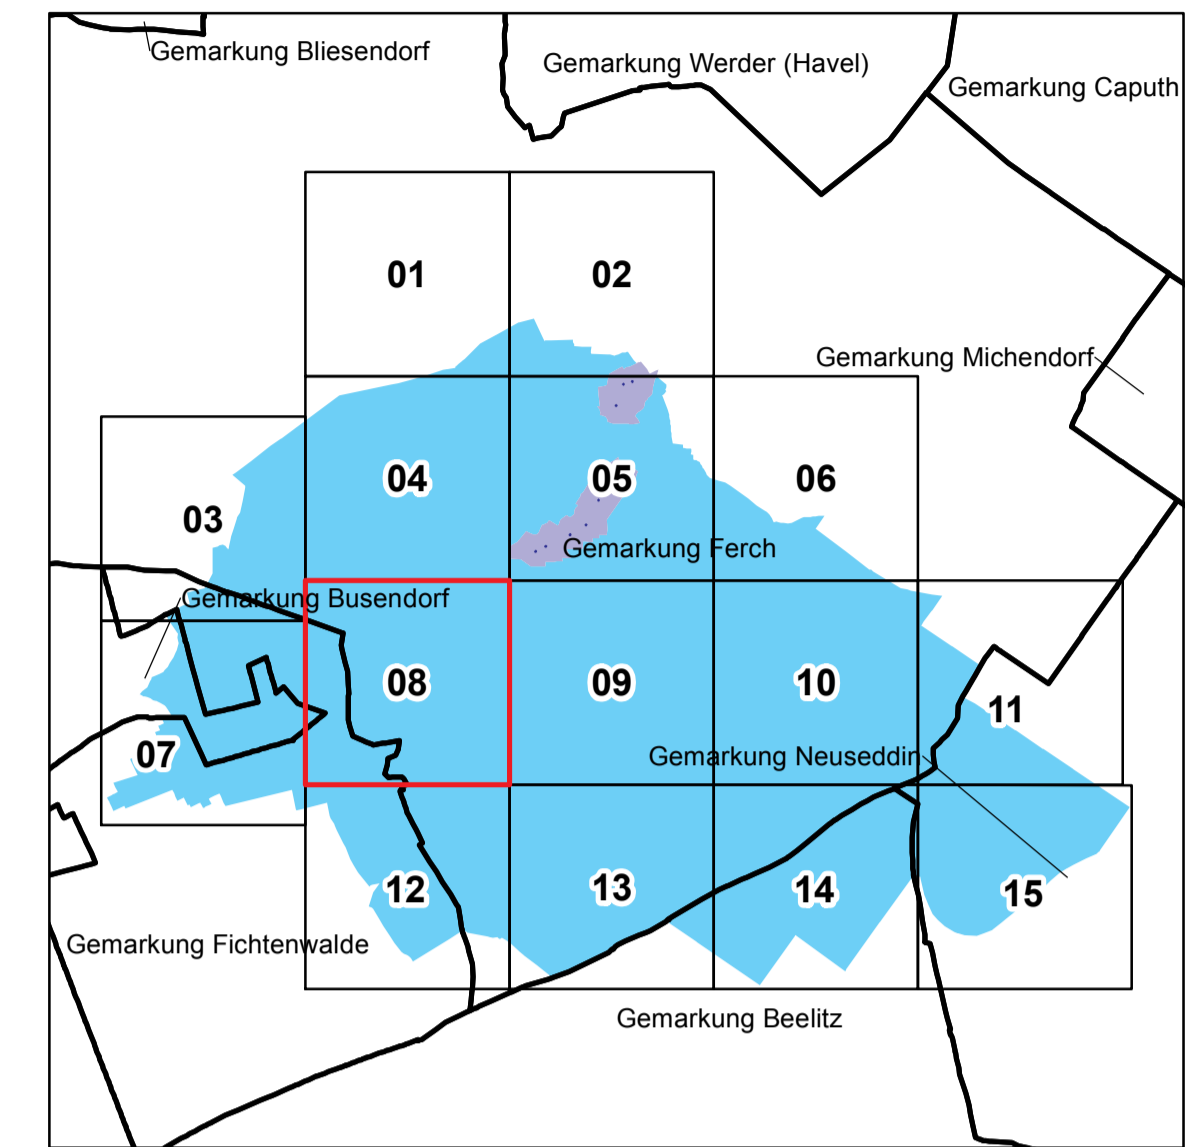 Gemarkung Bliesendorf
Gemarkung Werder (Havel)
Gemarkung Caputh
01
02
Gemarkung Michendorf
03
04
05
06
Gemarkung Ferch
Gemarkung Busendorf
07
08
09
10
11
Gemarkung Neuseddin
12
13
14
15
Gemarkung Fichtenwalde
Gemarkung Beelitz